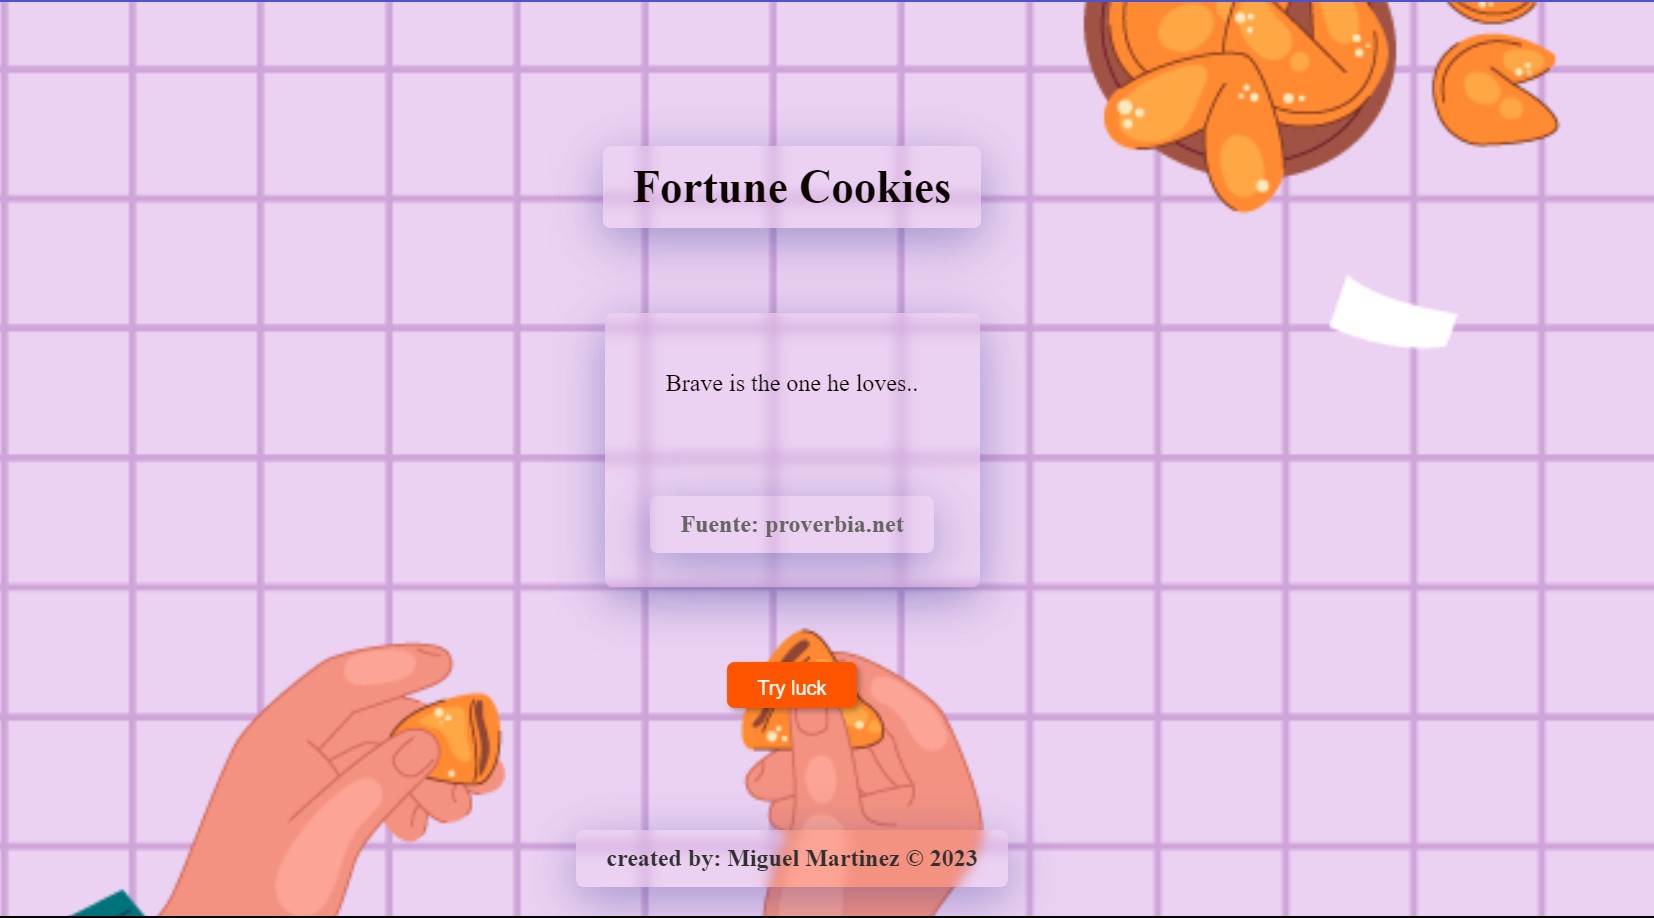 Fortune Cookies
Brave is the one he loves..
Fuente: proverbia.net
Try luck
created by: Miguel Martinez © 2023